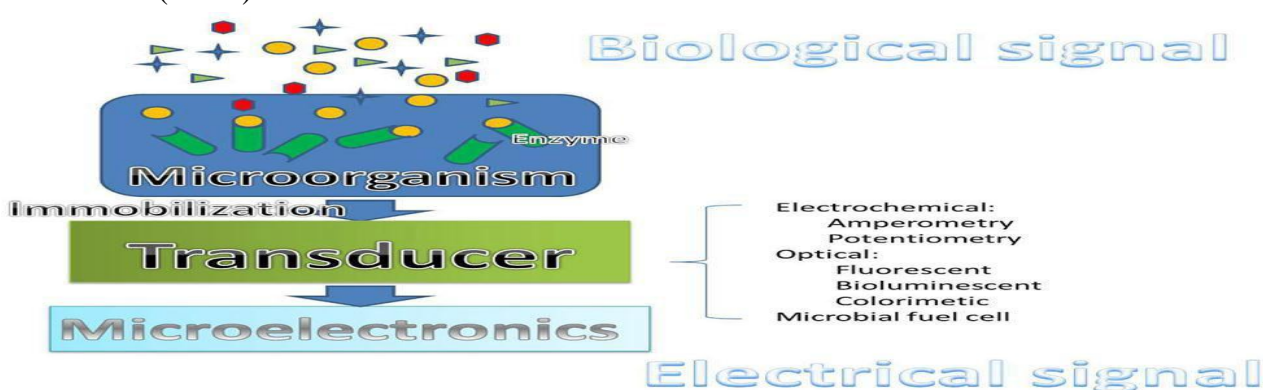 Biological signal
Enzyme
Microorganism
Immobilization
Transducer
Microelectronics
Electrochemical:
Amperometry
Potentiometry
Optical:
Fluorescent
Bioluminescent
Colorimetic
Microbial fuel cell
Electrical signal